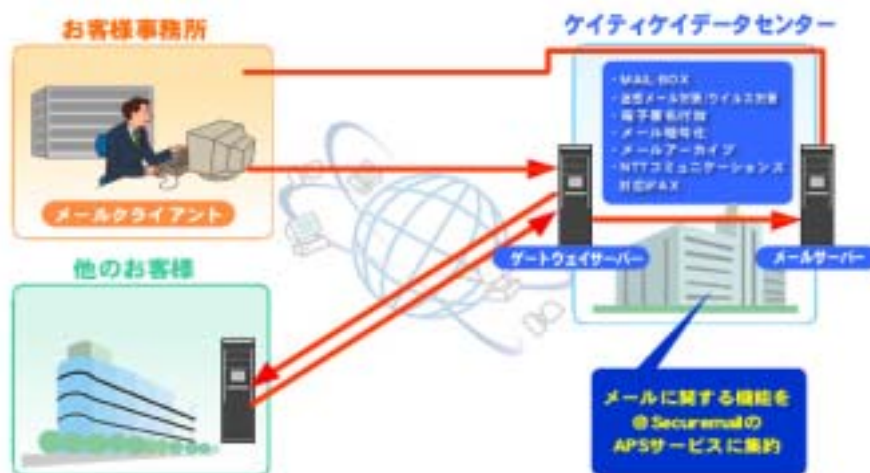 お客様事務所
ケイティケイデータセンター
・MAIL BOX
・迷惑メール対策/ウイルス対策
・電子署名付加
・メール暗号化
・メールアーカイブ
・NTTコミュニケーションズ
対応IFAX
メールクライアント
ゲートウェイサーバー
メールサーバー
他のお客様
メールに関する機能を
@Securemailの
APSサービスに集約